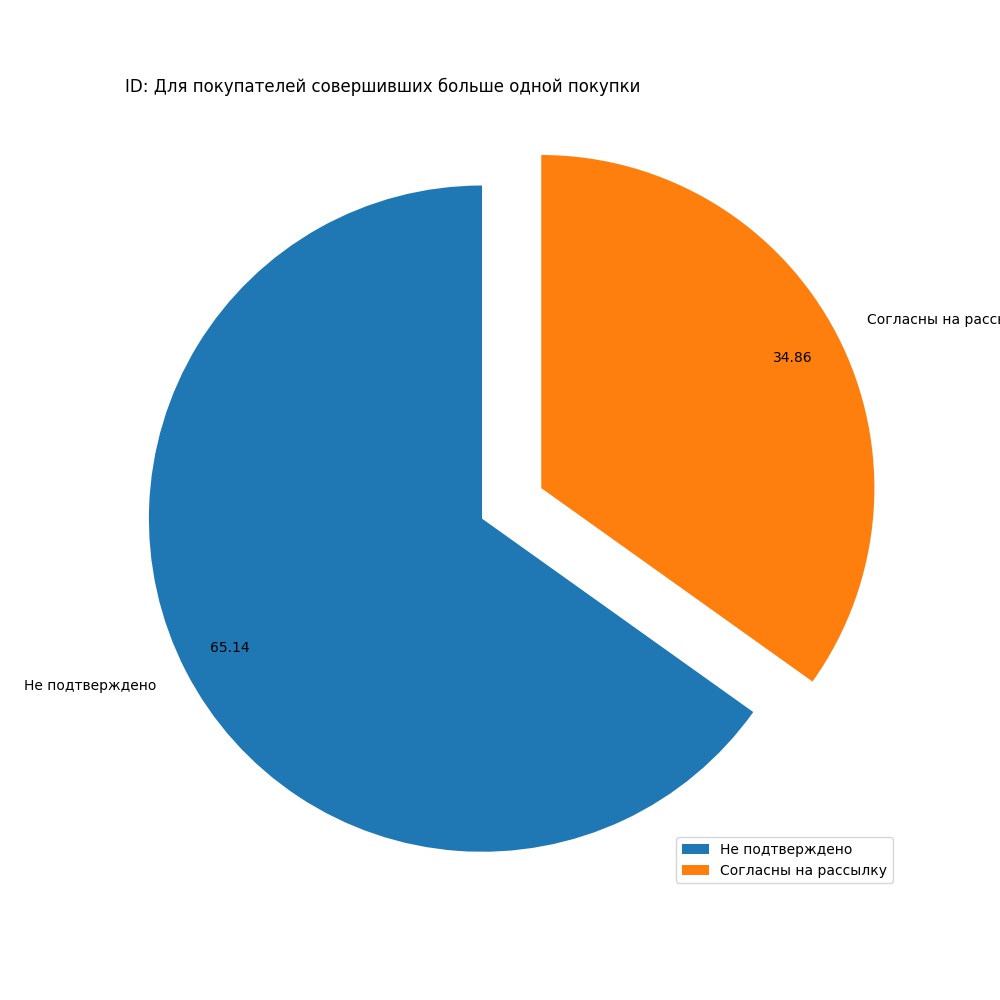 ID: Для покупателей совершивших больше одной покупки
Согласны на
34.86
65.14
Не подтверждено
Не подтверждено
Согласны на рассылку